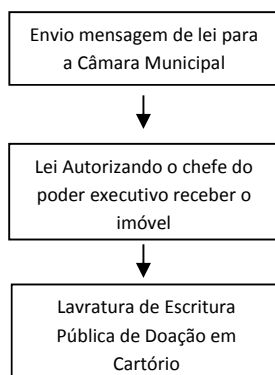 Envio mensagem de lei para
a Câmara Municipal
Lei Autorizando o chefe do
poder executivo receber o
imóvel
Lavratura de Escritura
Pública de Doação em
Cartório